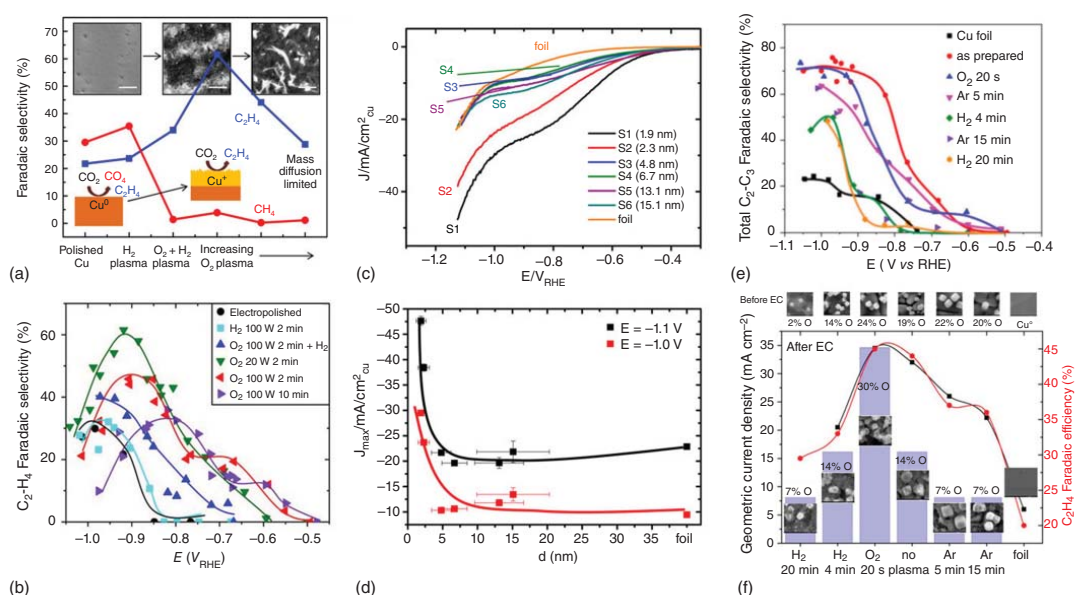 Faradaic selectivity (%)
70
60
50
40
30
20
10
0
C₂H₄
CO₂ CO₄
C₂H₄
Cu⁰
CO₂ C₂H₄
Cu⁺
Mass
diffusion
limited
CH₄
Polished
Cu
H₂
plasma
O₂ + H₂
plasma
Increasing
O₂ plasma
(a)
C₂-H₄ Faradaic selectivity (%)
60
40
20
0
Electropolished
H₂ 100 W 2 min
O₂ 100 W 2 min + H₂
O₂ 20 W 2 min
O₂ 100 W 2 min
O₂ 100 W 10 min
−1.0 −0.9 −0.8 −0.7 −0.6 −0.5
E (V_RHE)
(b)
J/mA/cm²cu
0
−20
−40
foil
S4
S3
S5
S6
S2
S1
S1 (1.9 nm)
S2 (2.3 nm)
S3 (4.8 nm)
S4 (6.7 nm)
S5 (13.1 nm)
S6 (15.1 nm)
foil
−1.2 −1.0 −0.8 −0.6 −0.4
E/V_RHE
(c)
J_max/mA/cm²cu
−50
−45
−40
−35
−30
−25
−20
−15
−10
E = −1.1 V
E = −1.0 V
0 5 10 15 20 25 30 35 foil
d (nm)
(d)
Total C₂-C₃ Faradaic selectivity (%)
80
60
40
20
0
Cu foil
as prepared
O₂ 20 s
Ar 5 min
H₂ 4 min
Ar 15 min
H₂ 20 min
−1.1 −1.0 −0.9 −0.8 −0.7 −0.6 −0.5
E ( V vs RHE)
(e)
Before EC
2% O 14% O 24% O 19% O 22% O 20% O Cu°
Geometric current density (mA cm⁻²)
40
35
30
25
20
15
10
5
0
After EC
7% O
14% O
30% O
14% O
7% O
7% O
45
40
35
30
25
20
C₂H₄ Faradaic efficiency (%)
H₂ H₂ O₂ no Ar Ar foil
20 min 4 min 20 s plasma 5 min 15 min
(f)